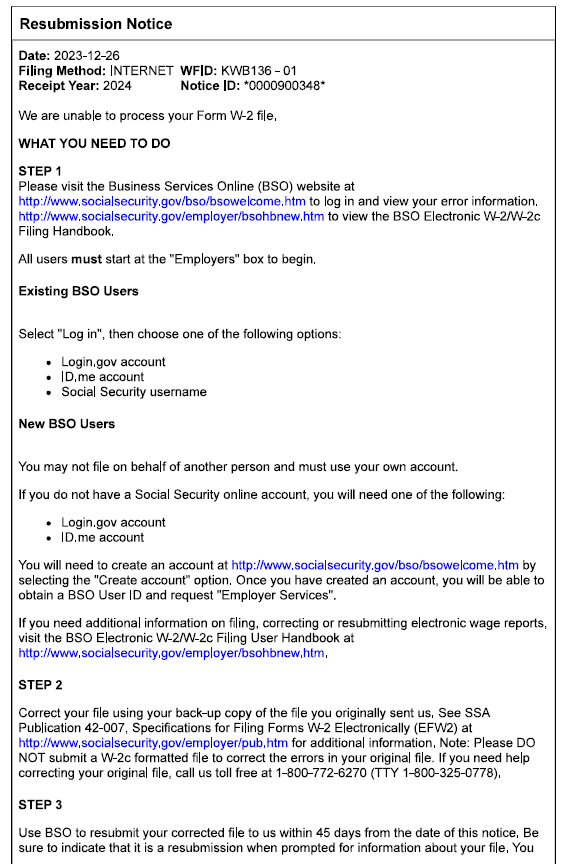 Resubmission Notice
Date: 2023-12-26
Filing Method: INTERNET WFID: KWB136 - 01
Receipt Year: 2024 Notice ID: *0000900348*
We are unable to process your Form W-2 file.
WHAT YOU NEED TO DO
STEP 1
Please visit the Business Services Online (BSO) website at
http://www.socialsecurity.gov/bso/bsowelcome.htm to log in and view your error information.
http://www.socialsecurity.gov/employer/bsohbnew.htm to view the BSO Electronic W-2/W-2c
Filing Handbook.
All users must start at the "Employers" box to begin.
Existing BSO Users
Select "Log in", then choose one of the following options:
• Login.gov account
• ID.me account
• Social Security username
New BSO Users
You may not file on behalf of another person and must use your own account.
If you do not have a Social Security online account, you will need one of the following:
• Login.gov account
• ID.me account
You will need to create an account at http://www.socialsecurity.gov/bso/bsowelcome.htm by
selecting the "Create account" option. Once you have created an account, you will be able to
obtain a BSO User ID and request "Employer Services".
If you need additional information on filing, correcting or resubmitting electronic wage reports,
visit the BSO Electronic W-2/W-2c Filing User Handbook at
http://www.socialsecurity.gov/employer/bsohbnew.htm.
STEP 2
Correct your file using your back-up copy of the file you originally sent us. See SSA
Publication 42-007, Specifications for Filing Forms W-2 Electronically (EFW2) at
http://www.socialsecurity.gov/employer/pub.htm for additional information. Note: Please DO
NOT submit a W-2c formatted file to correct the errors in your original file. If you need help
correcting your original file, call us toll free at 1-800-772-6270 (TTY 1-800-325-0778).
STEP 3
Use BSO to resubmit your corrected file to us within 45 days from the date of this notice. Be
sure to indicate that it is a resubmission when prompted for information about your file. You